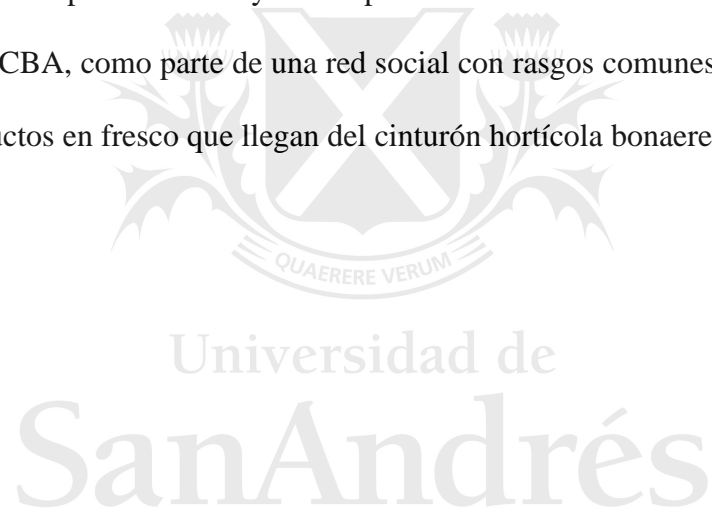 CBA, como parte de una red social con rasgos comunes
uctos en fresco que llegan del cinturón hortícola bonaere
QUAERERE VERUM
Universidad de
SanAndrés